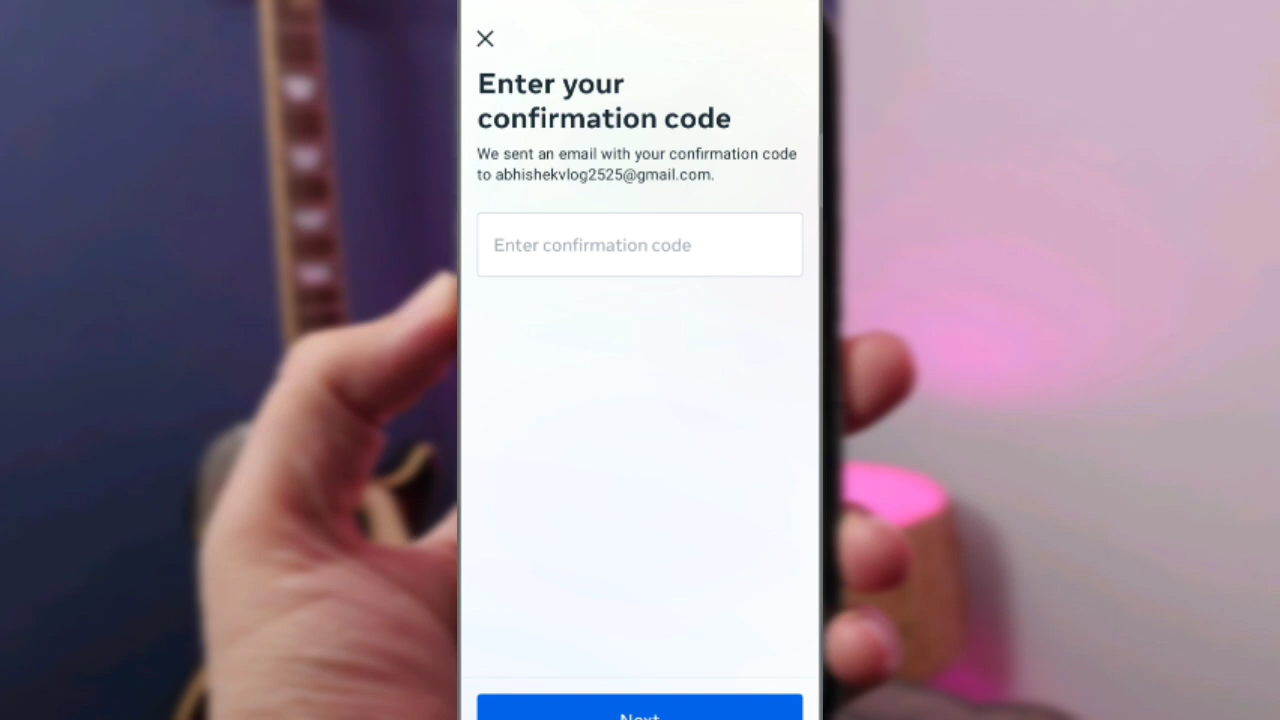 Enter your
confirmation code
We sent an email with your confirmation code
to abhishekvlog2525@gmail.com.
Enter confirmation code
Next